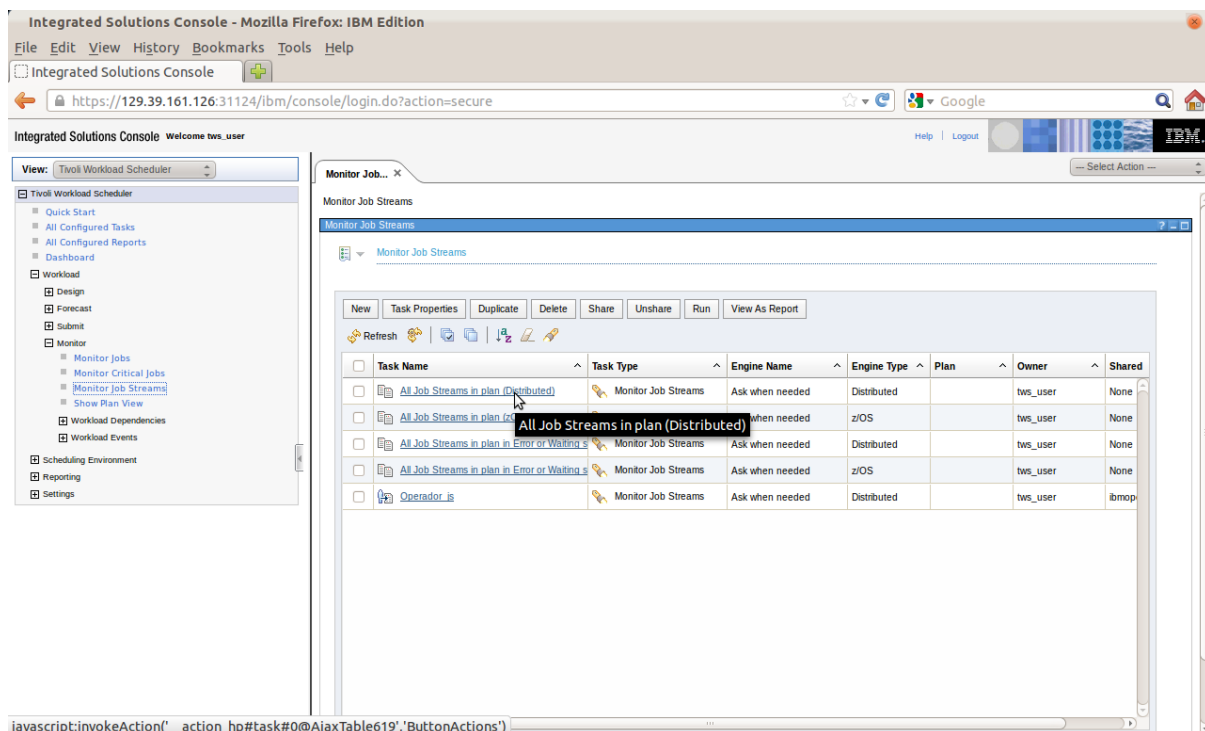 Integrated Solutions Console - Mozilla Firefox: IBM Edition
File Edit View History Bookmarks Tools Help
Integrated Solutions Console
https://129.39.161.126:31124/ibm/console/login.do?action=secure Google
Integrated Solutions Console Welcome tws_user Help Logout IBM.
View: Tivoli Workload Scheduler
Monitor Job... × — Select Action —
Tivoli Workload Scheduler
Quick Start
All Configured Tasks
All Configured Reports
Dashboard
Workload
Design
Forecast
Submit
Monitor
Monitor Jobs
Monitor Critical Jobs
Monitor Job Streams
Show Plan View
Workload Dependencies
Workload Events
Scheduling Environment
Reporting
Settings
Monitor Job Streams
Monitor Job Streams
Monitor Job Streams
New Task Properties Duplicate Delete Share Unshare Run View As Report
Refresh
Task Name Task Type Engine Name Engine Type Plan Owner Shared
All Job Streams in plan (Distributed) Monitor Job Streams Ask when needed Distributed tws_user None
All Job Streams in plan (z when needed z/OS tws_user None
All Job Streams in plan (Distributed)
All Job Streams in plan in Error or Waiting s Monitor Job Streams Ask when needed Distributed tws_user None
All Job Streams in plan in Error or Waiting s Monitor Job Streams Ask when needed z/OS tws_user None
Operador_js Monitor Job Streams Ask when needed Distributed tws_user ibmop
javascript:invokeAction('__action_hp#task#0@AjaxTable619','ButtonActions')